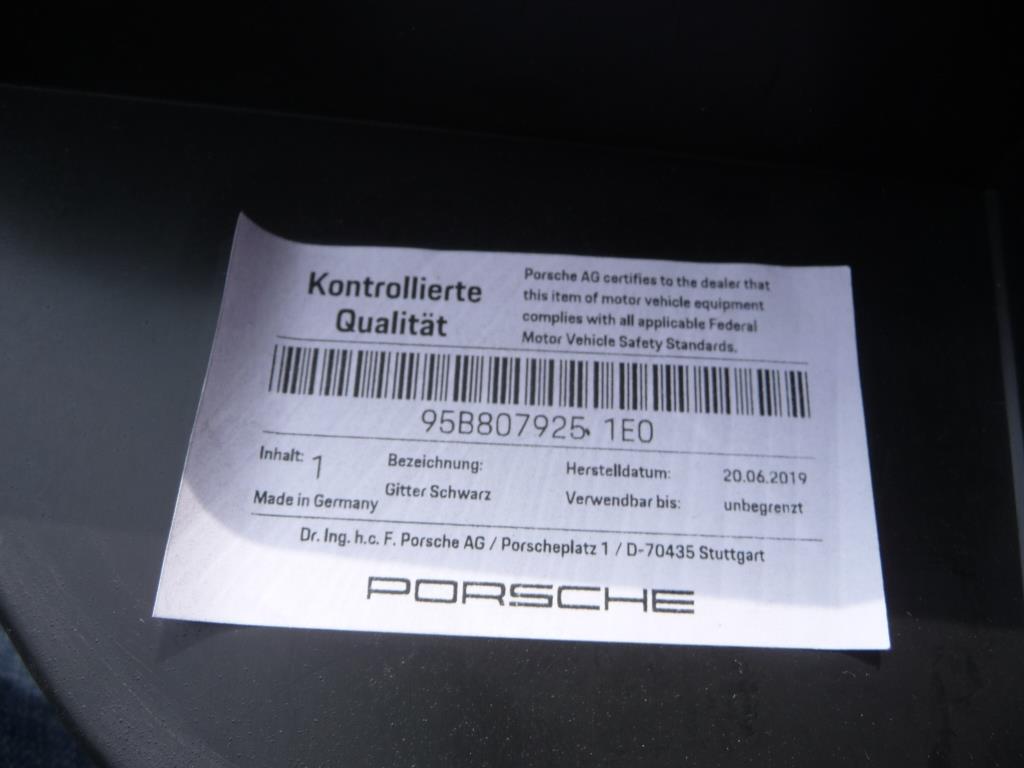 Kontrollierte
Qualität
Porsche AG certifies to the dealer that
this item of motor vehicle equipment
complies with all applicable Federal
Motor Vehicle Safety Standards.
95B807925 1E0
Inhalt: 1
Made in Germany
Bezeichnung:
Gitter Schwarz
Herstelldatum: 20.06.2019
Verwendbar bis: unbegrenzt
Dr. Ing. h.c. F. Porsche AG / Porscheplatz 1 / D-70435 Stuttgart
PORSCHE